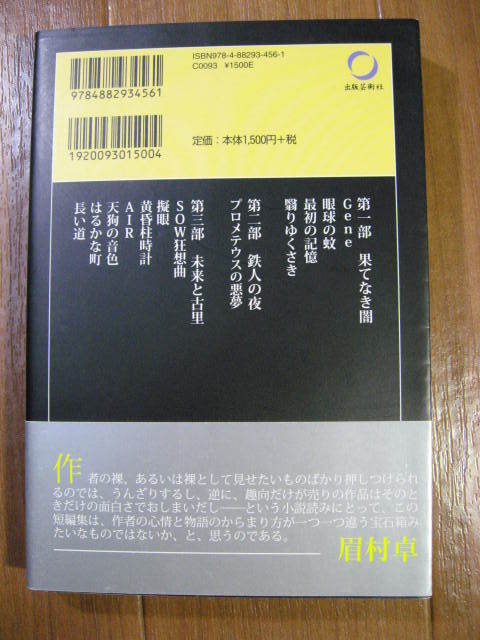 ISBN978-4-88293-456-1
C0093 ¥1500E
9784882934561
1920093015004
出版芸術社
定価：本体1,500円＋税
第一部 果てなき闇
Gene
眼球の蚊
最初の記憶
翳りゆくさき
第二部 鉄人の夜
プロメテウスの悪夢
第三部 未来と古里
SOW狂想曲
擬眼
黄昏柱時計
AIR
天狗の音色
はるかな町
長い道
作者の裸、あるいは裸として見せたいものばかり押しつけられ
るのでは、うんざりするし、逆に、趣向だけが売りの作品はそのと
きだけの面白さでおしまいだし――という小説読みにとって、この
短編集は、作者の心情と物語のからまり方が一つ一つ違う宝石箱み
たいなものではないか、と、思うのである。
眉村卓